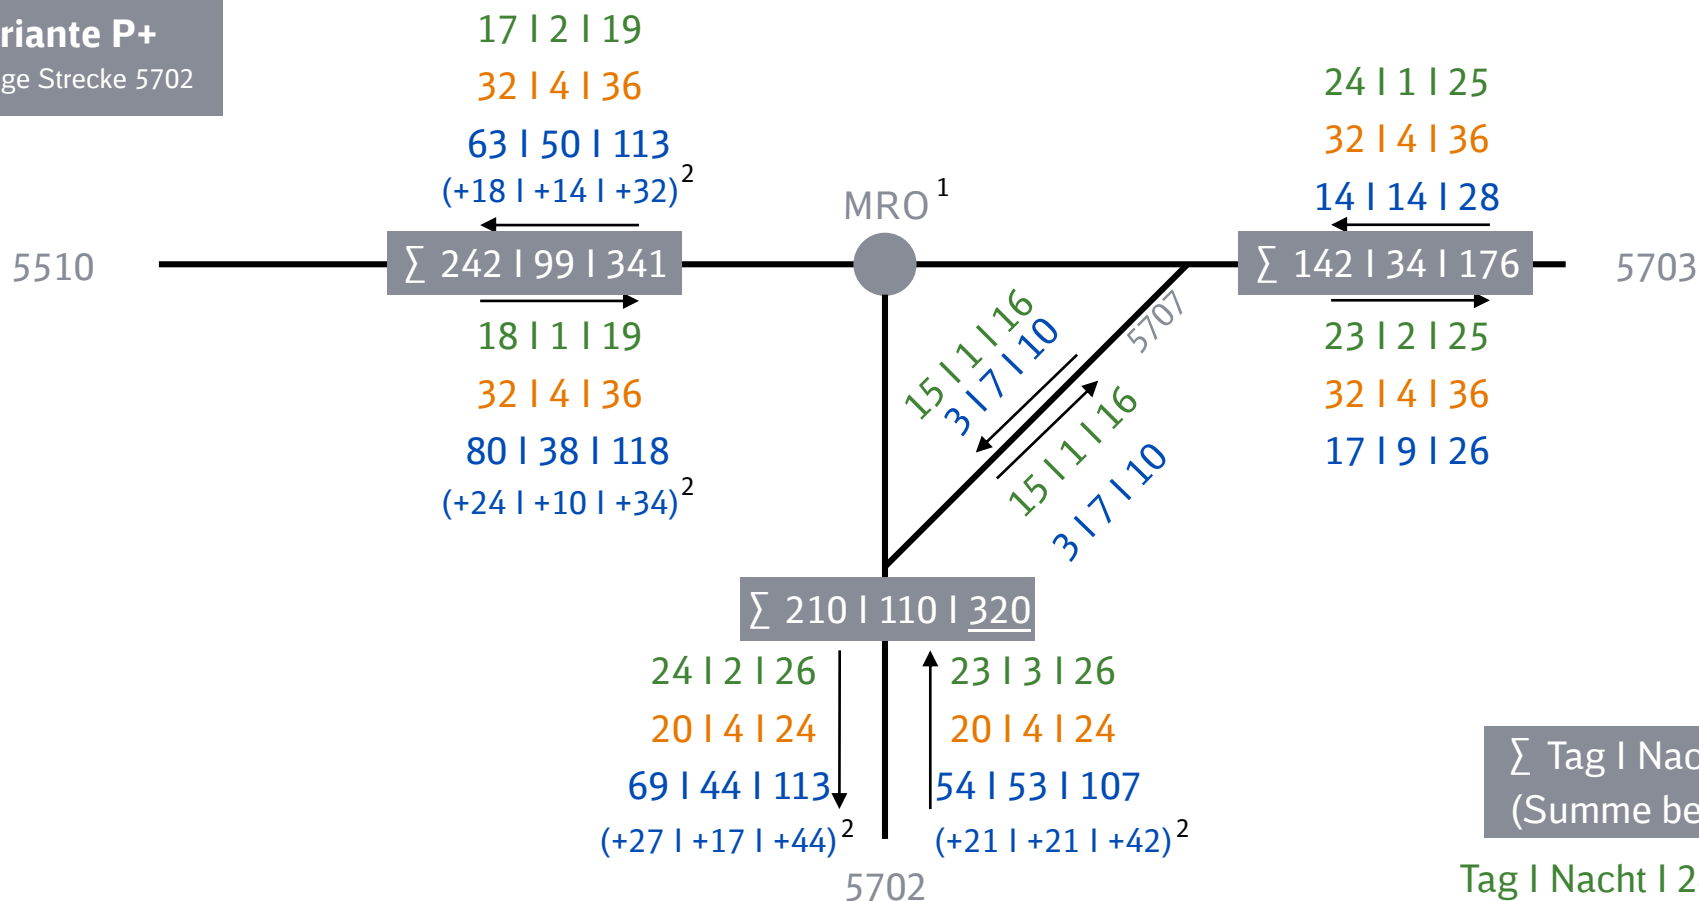 riante P+
ge Strecke 5702
17 I 2 I 19
32 I 4 I 36
63 I 50 I 113
(+18 I +14 I +32)2
5510
∑ 242 I 99 I 341
18 I 1 I 19
32 I 4 I 36
80 I 38 I 118
(+24 I +10 I +34)2
MRO 1
24 I 1 I 25
32 I 4 I 36
14 I 14 I 28
∑ 142 I 34 I 176
5703
23 I 2 I 25
32 I 4 I 36
17 I 9 I 26
5707
15 I 1 I 16
3 I 7 I 10
15 I 1 I 16
3 I 7 I 10
∑ 210 I 110 I 320
24 I 2 I 26
20 I 4 I 24
69 I 44 I 113
(+27 I +17 I +44)2
23 I 3 I 26
20 I 4 I 24
54 I 53 I 107
(+21 I +21 I +42)2
5702
∑ Tag I Nac
(Summe be
Tag I Nacht I 2